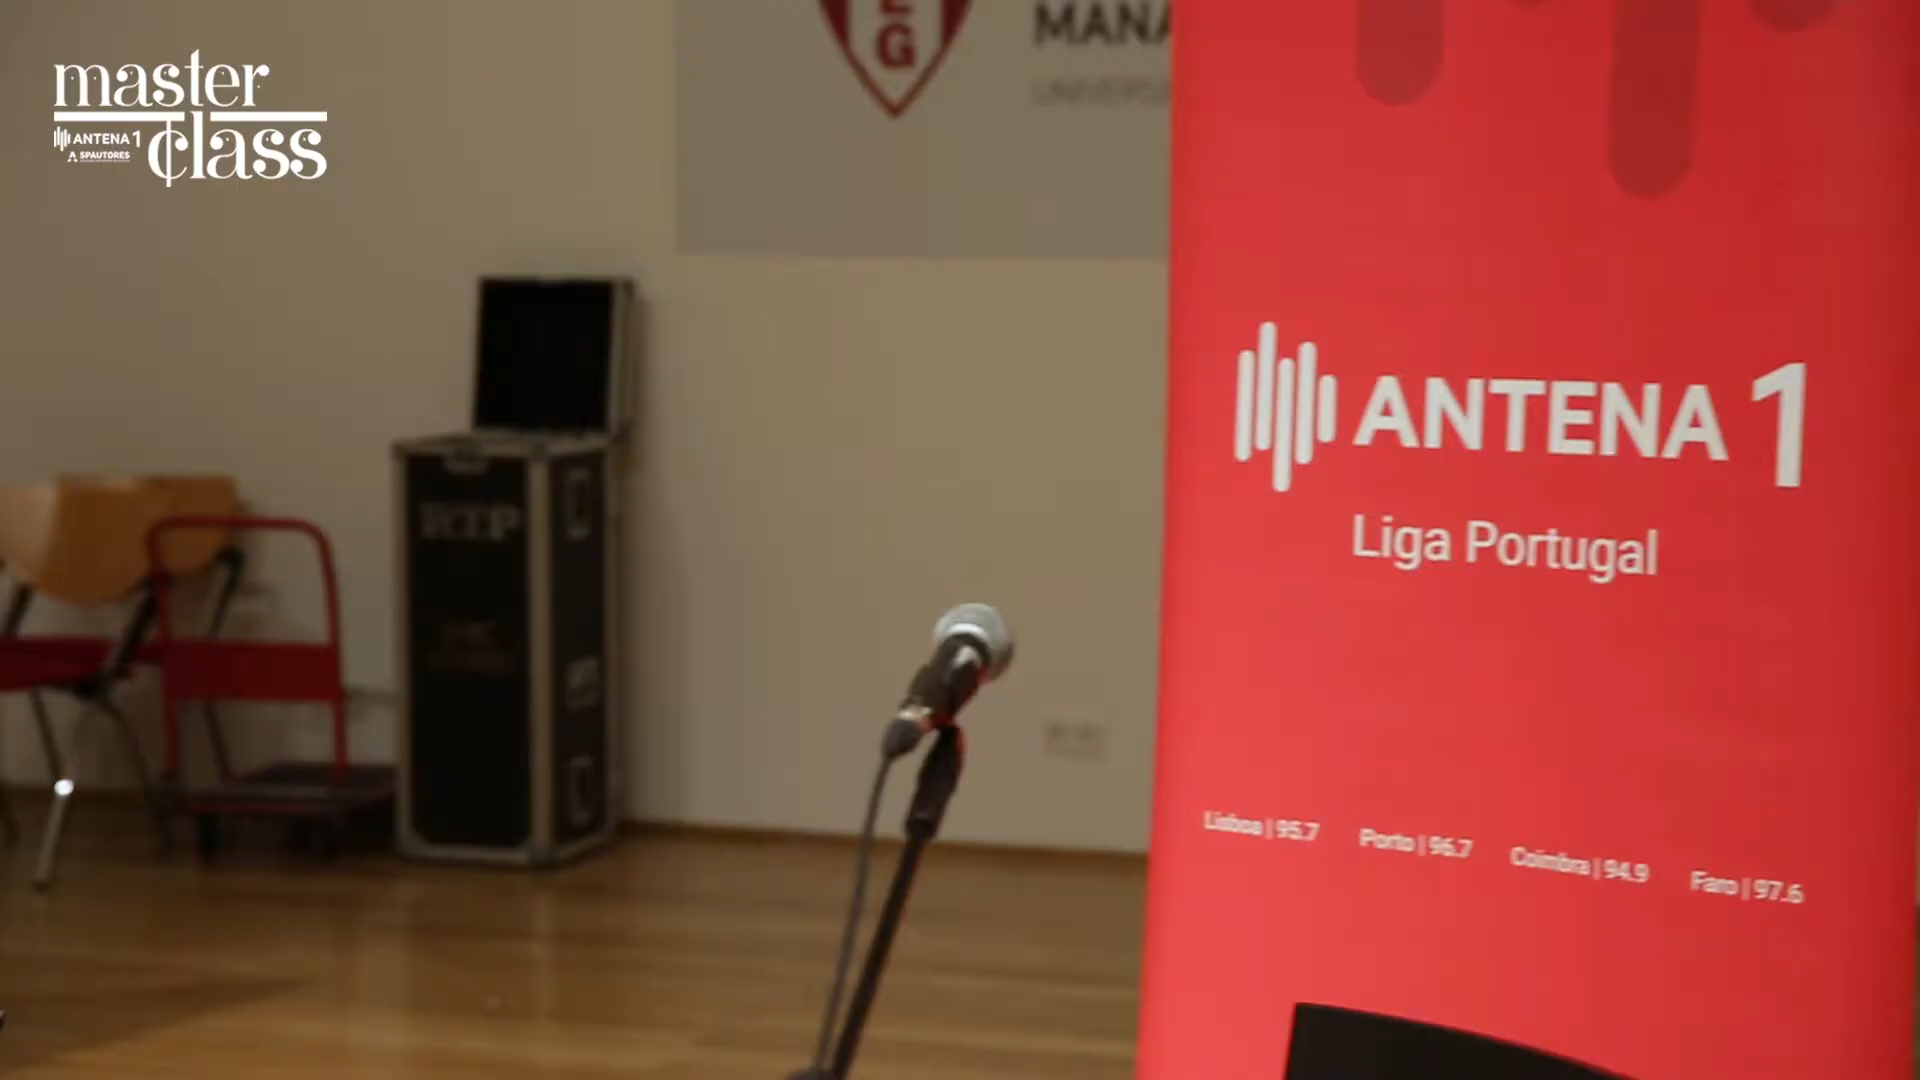 master
class
ANTENA 1
SPAUTORES
G
MANA
ANTENA 1
Liga Portugal
Lisboa | 95.7 Porto | 96.7 Coimbra | 94.9 Faro | 97.6